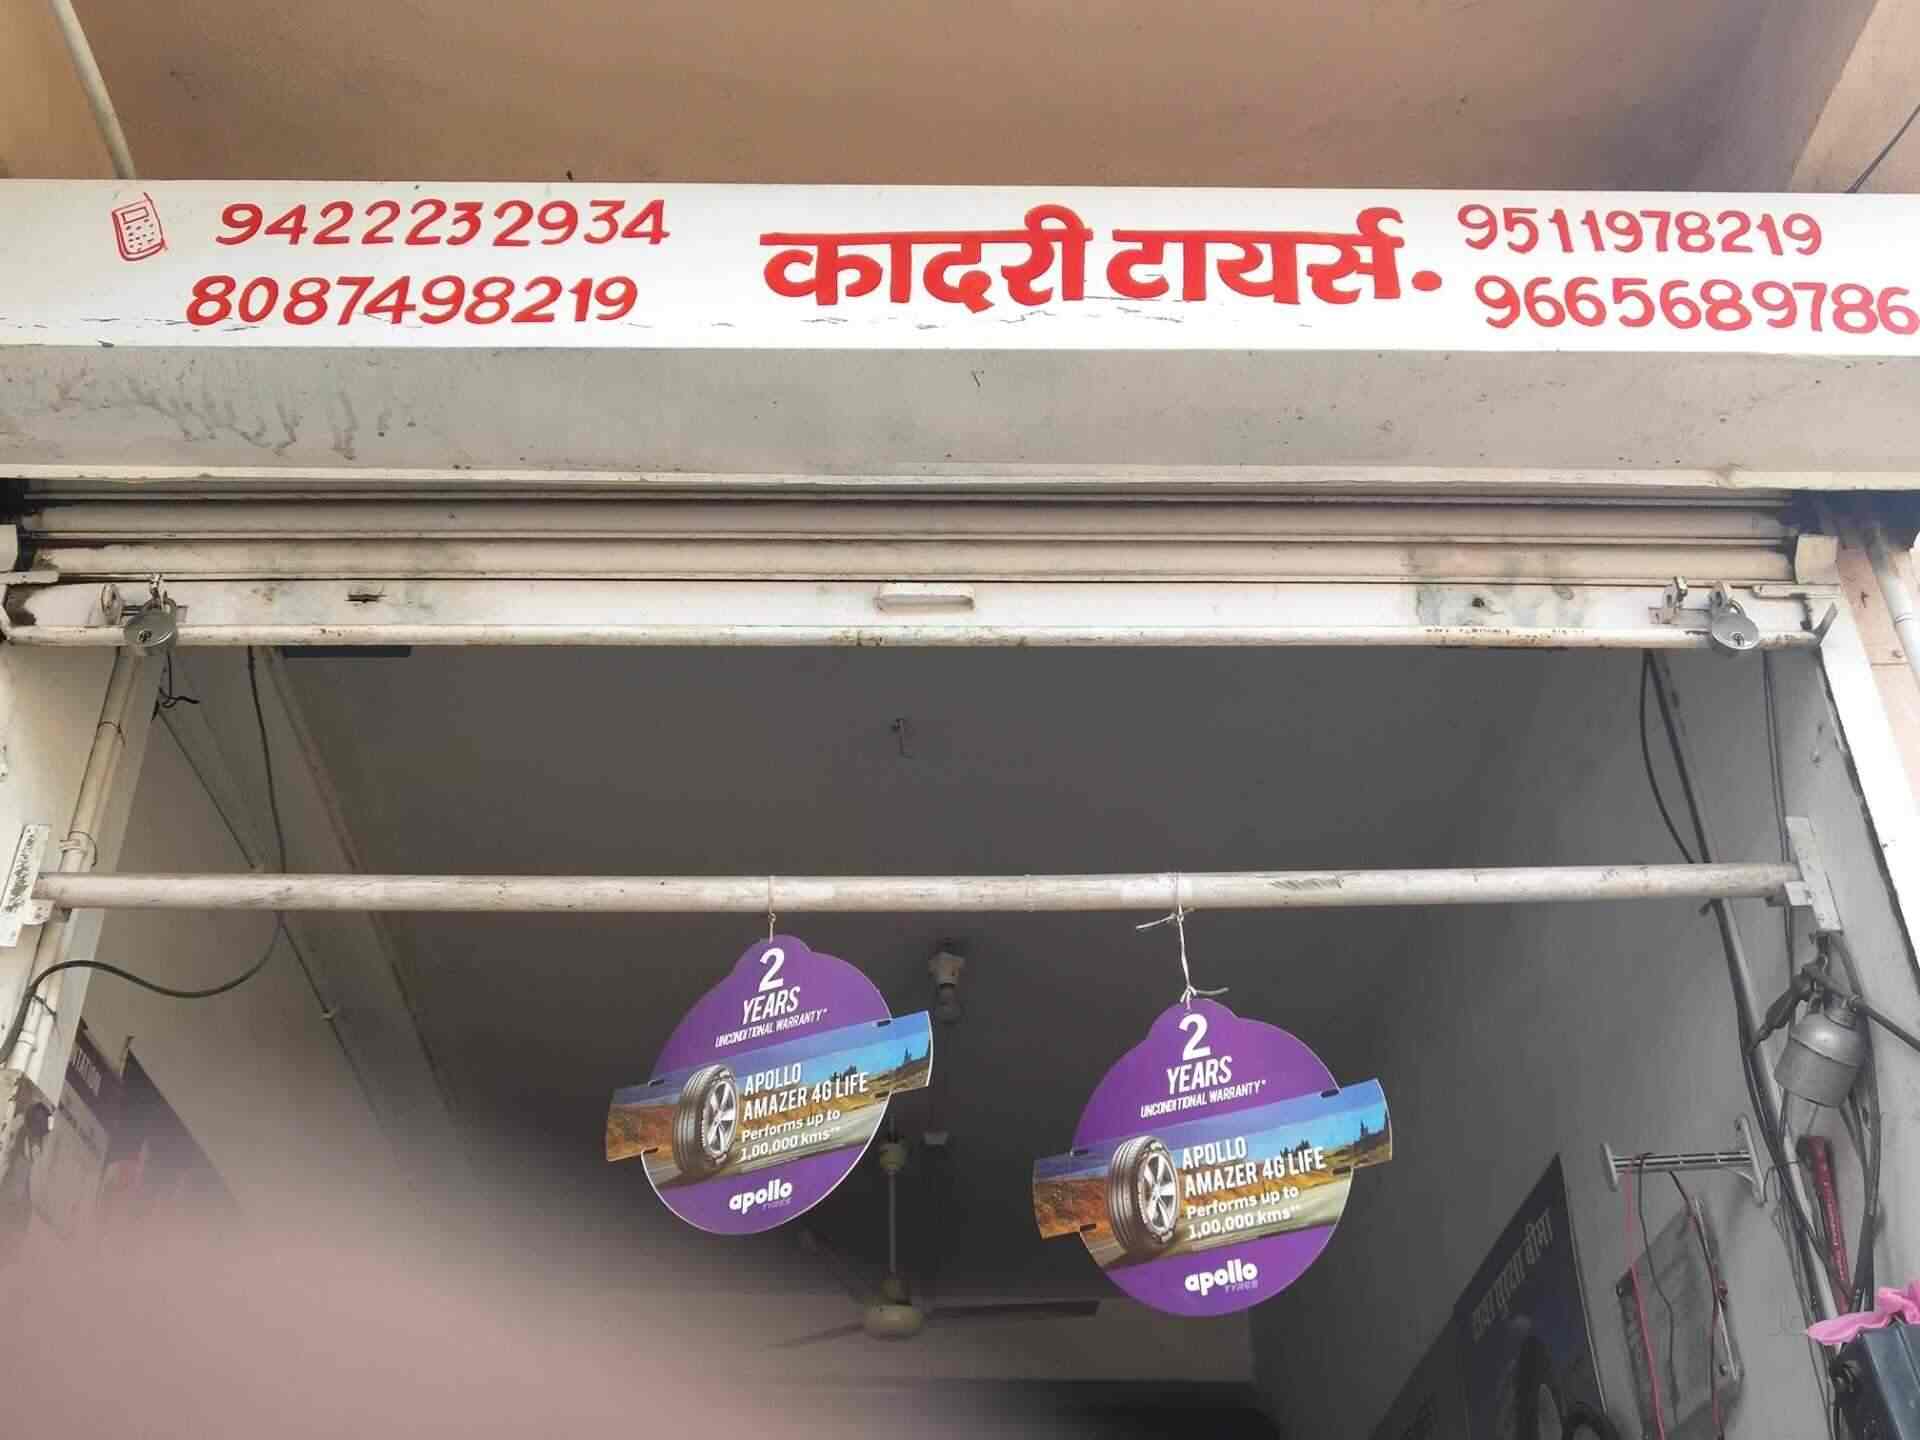 9422232934
8087498219
कादरी टायर्स.
9511978219
9665689786
2
YEARS
UNCONDITIONAL WARRANTY*
APOLLO
AMAZER 4G LIFE
Performs up to
1,00,000 kms**
apollo
TYRES
2
YEARS
UNCONDITIONAL WARRANTY*
APOLLO
AMAZER 4G LIFE
Performs up to
1,00,000 kms**
apollo
TYRES